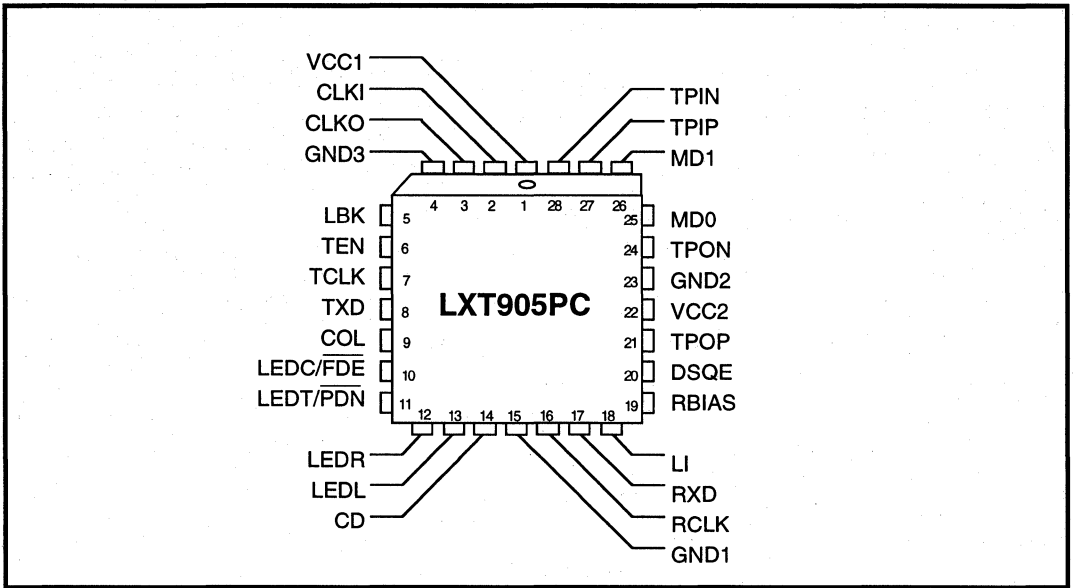 VCC1
CLKI
CLKO
GND3
TPIN
TPIP
MD1
4 3 2 1 28 27 26
LBK 5
TEN 6
TCLK 7
TXD 8
COL 9
LEDC/FDE 10
LEDT/PDN 11
LXT905PC
25 MD0
24 TPON
23 GND2
22 VCC2
21 TPOP
20 DSQE
19 RBIAS
12 13 14 15 16 17 18
LEDR
LEDL
CD
LI
RXD
RCLK
GND1